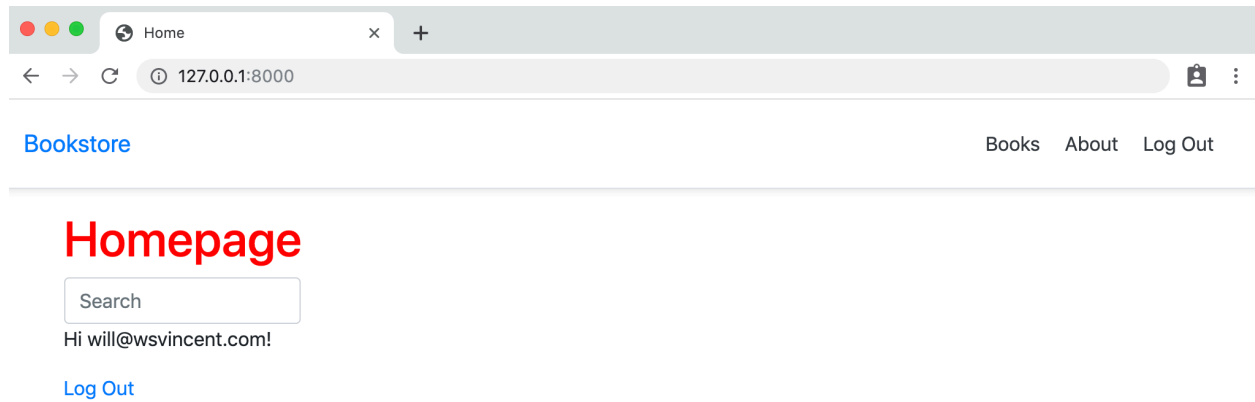 Home
127.0.0.1:8000
Bookstore Books About Log Out
Homepage
Search
Hi will@wsvincent.com!
Log Out